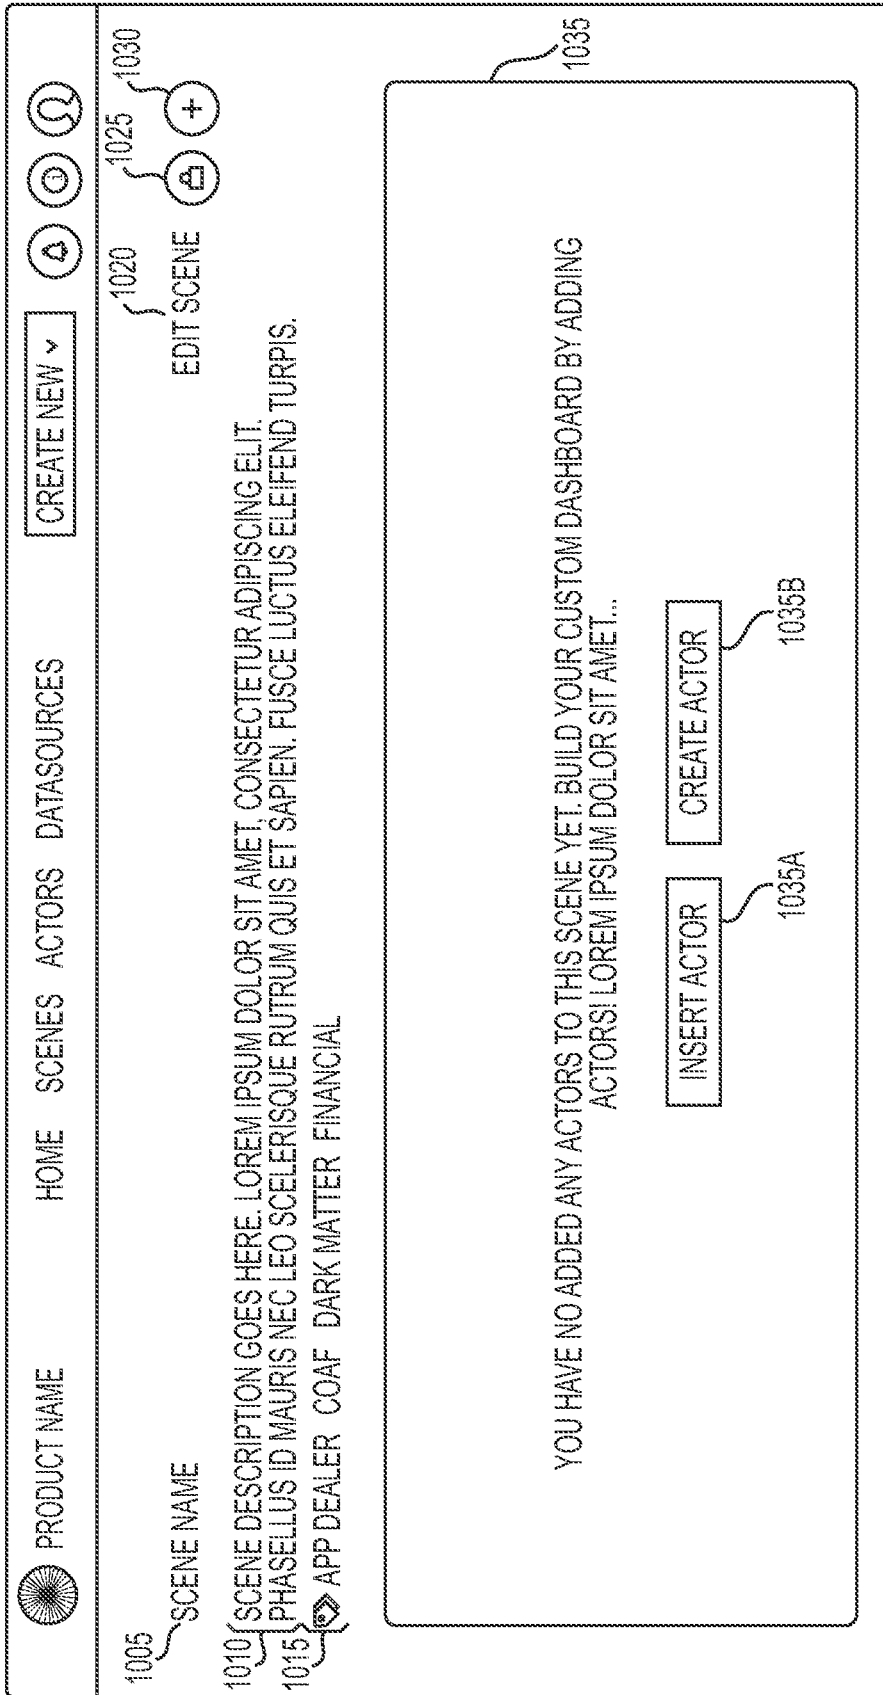 PRODUCT NAME HOME SCENES ACTORS DATASOURCES CREATE NEW
1005 1020 1025 1030
SCENE NAME EDIT SCENE +
1010 SCENE DESCRIPTION GOES HERE. LOREM IPSUM DOLOR SIT AMET, CONSECTETUR ADIPISCING ELIT.
PHASELLUS ID MAURIS NEC LEO SCELERISQUE RUTRUM QUIS ET SAPIEN. FUSCE LUCTUS ELEIFEND TURPIS.
1015 APP DEALER COAF DARK MATTER FINANCIAL
YOU HAVE NO ADDED ANY ACTORS TO THIS SCENE YET. BUILD YOUR CUSTOM DASHBOARD BY ADDING
ACTORS! LOREM IPSUM DOLOR SIT AMET...
INSERT ACTOR CREATE ACTOR
1035A 1035B
1035